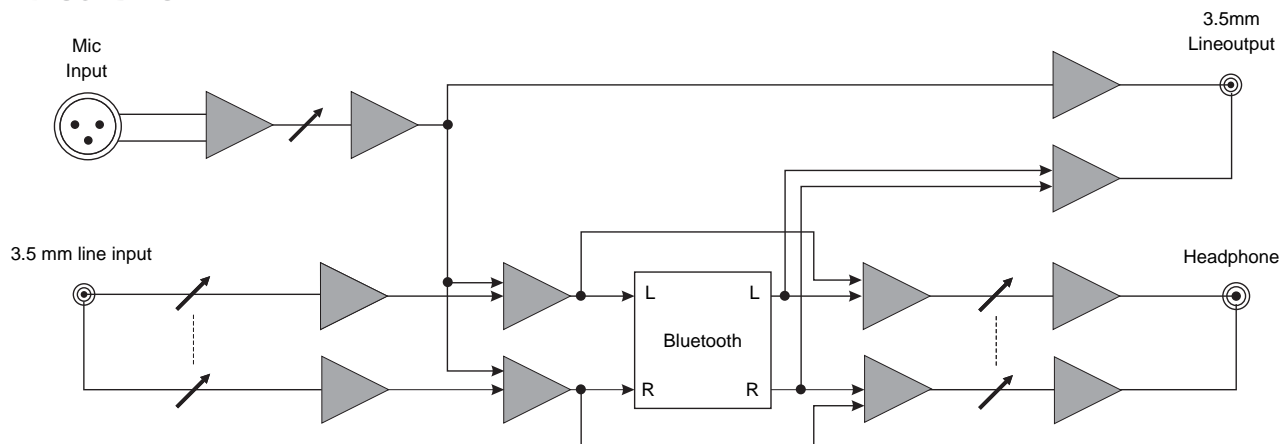 Mic
Input
3.5mm
Lineoutput
3.5 mm line input
Headphone
L
L
Bluetooth
R
R